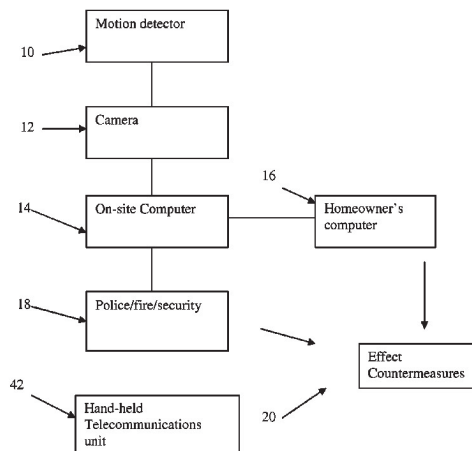 Motion detector
10
12
Camera
16
14
On-site Computer
Homeowner's
computer
18
Police/fire/security
Effect
Countermeasures
42
Hand-held
Telecommunications
unit
20